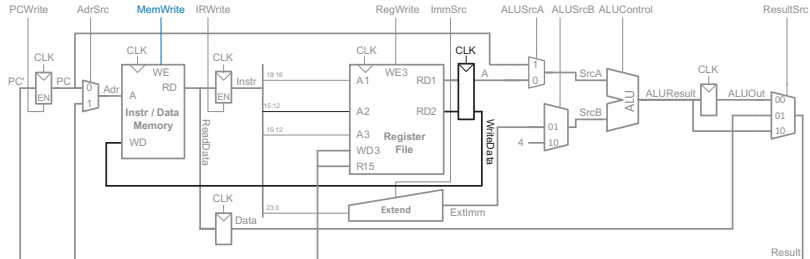 PCWrite AdrSrc MemWrite IRWrite RegWrite ImmSrc ALUSrcA ALUSrcB ALUControl ResultSrc
CLK CLK CLK CLK CLK CLK
PC' PC EN 0 1 Adr
WE RD A
Instr / Data
Memory
WD
EN Instr
ReadData
19:16 A1
15:12 A2
15:12 A3
WD3
R15
WE3
RD1
RD2
Register
File
A
WriteData
1
0
SrcA
4
01
10
SrcB
ALU
ALUResult
ALUOut
00
01
10
23:0
Extend
ExtImm
CLK
Data
Result